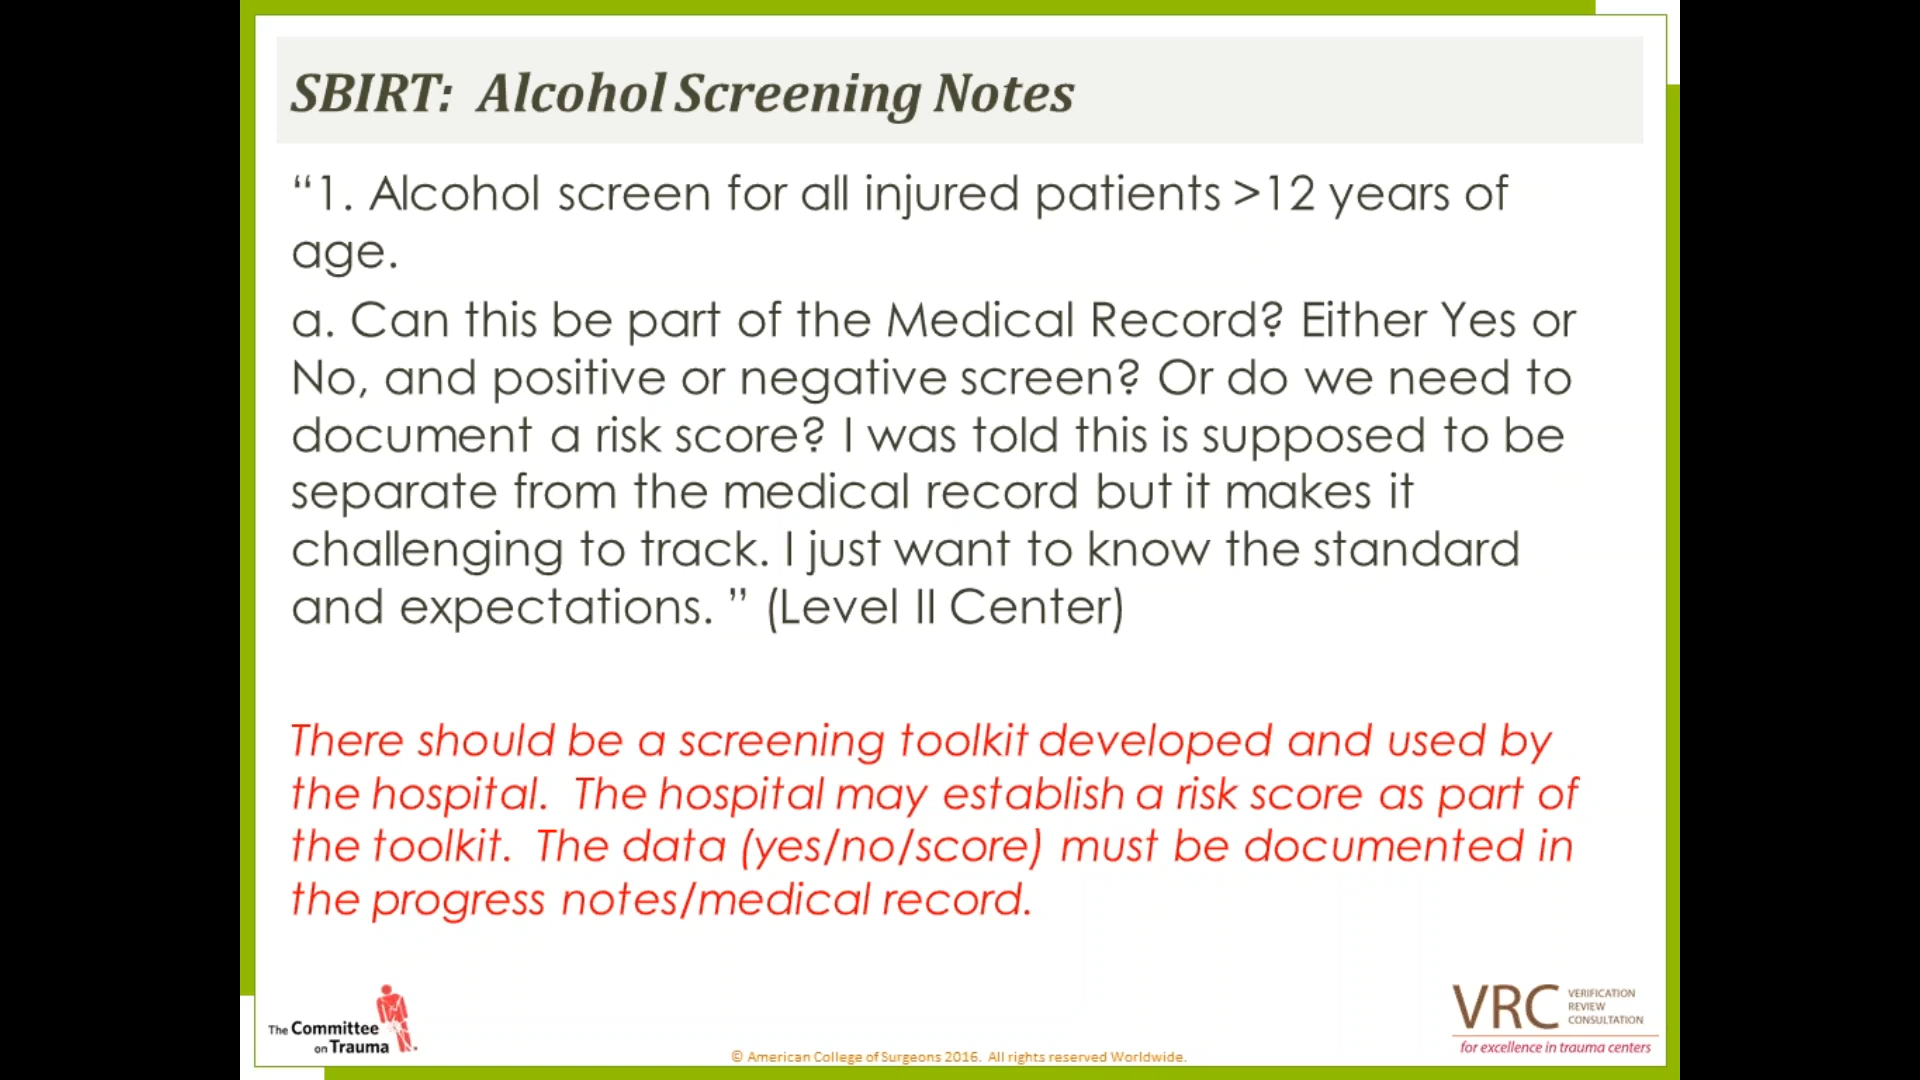 SBIRT:  Alcohol Screening Notes
“1. Alcohol screen for all injured patients >12 years of
age.
a. Can this be part of the Medical Record? Either Yes or
No, and positive or negative screen? Or do we need to
document a risk score? I was told this is supposed to be
separate from the medical record but it makes it
challenging to track. I just want to know the standard
and expectations. ” (Level II Center)
There should be a screening toolkit developed and used by
the hospital.  The hospital may establish a risk score as part of
the toolkit.  The data (yes/no/score) must be documented in
the progress notes/medical record.
The Committee
on Trauma
© American College of Surgeons 2016.  All rights reserved Worldwide.
VRC
VERIFICATION
REVIEW
CONSULTATION
for excellence in trauma centers